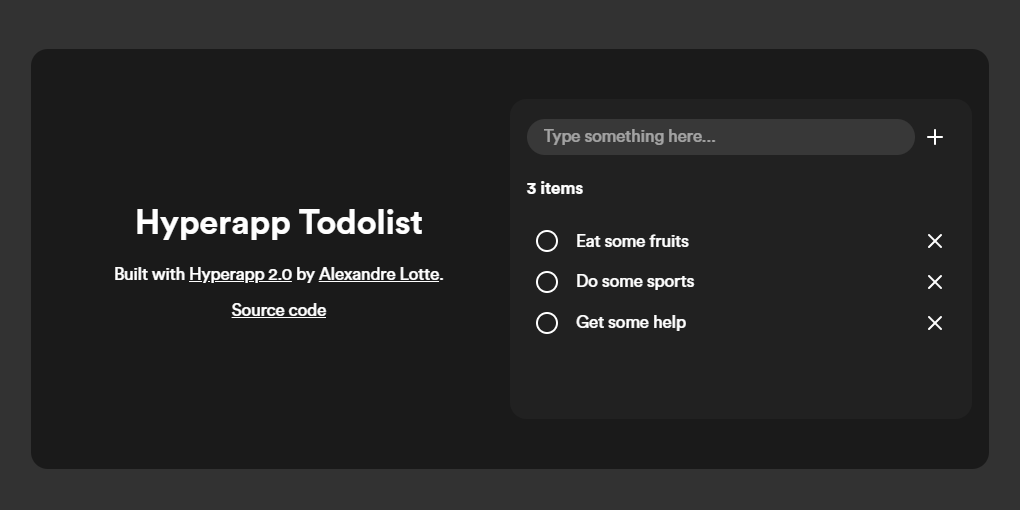 Hyperapp Todolist
Built with Hyperapp 2.0 by Alexandre Lotte.
Source code
Type something here...
3 items
Eat some fruits
Do some sports
Get some help